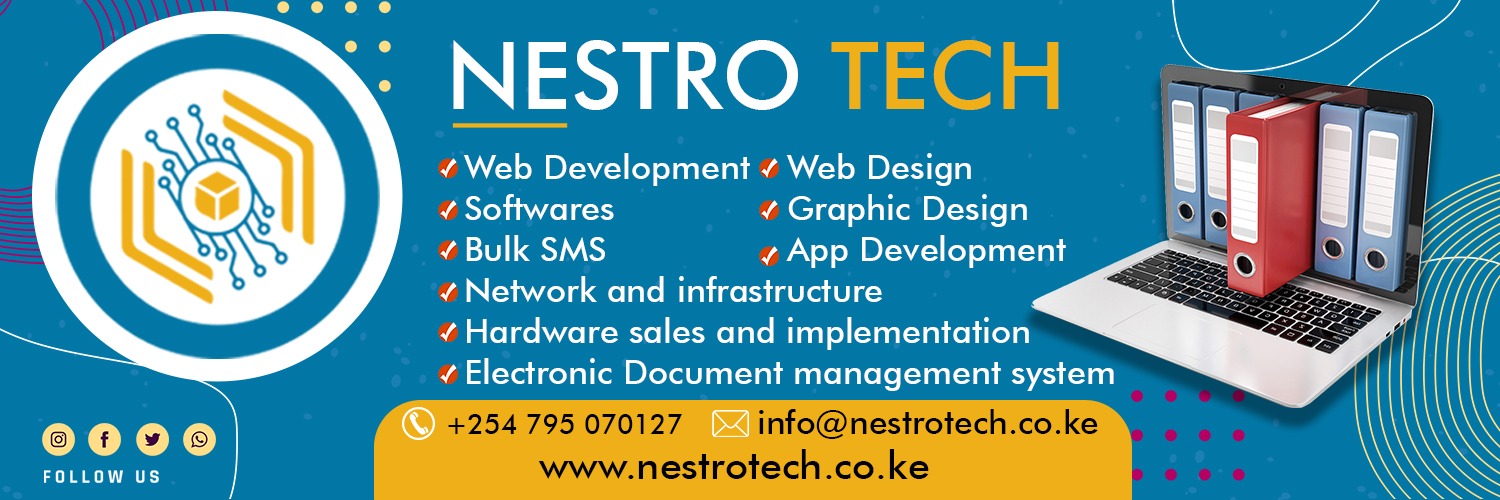 NESTRO TECH
Web Development
Web Design
Softwares
Graphic Design
Bulk SMS
App Development
Network and infrastructure
Hardware sales and implementation
Electronic Document management system
+254 795 070127
info@nestrotech.co.ke
www.nestrotech.co.ke
FOLLOW US